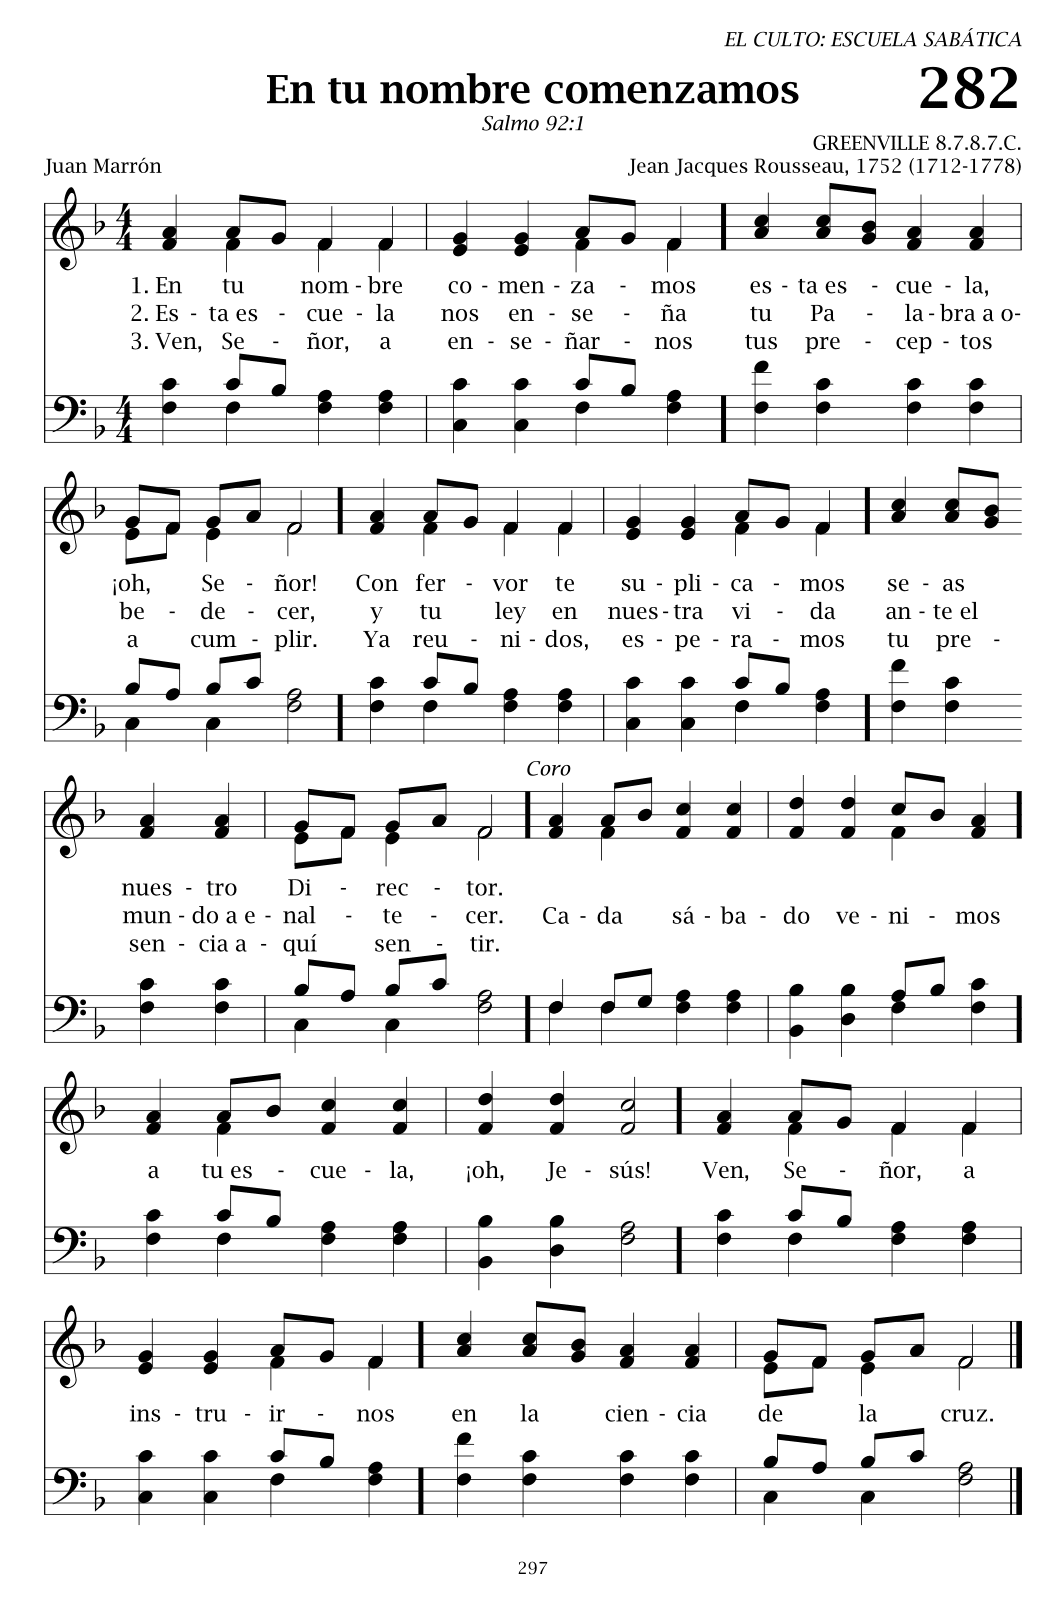 EL CULTO: ESCUELA SABÁTICA
En tu nombre comenzamos 282
Salmo 92:1
GREENVILLE 8.7.8.7.C.
Juan Marrón Jean Jacques Rousseau, 1752 (1712-1778)
1. En tu nom - bre co - men - za - mos es - ta es - cue - la,
2. Es - ta es - cue - la nos en - se - ña tu Pa - la - bra a o-
3. Ven, Se - ñor, a en - se - ñar - nos tus pre - cep - tos
¡oh, Se - ñor! Con fer - vor te su - pli - ca - mos se - as
be - de - cer, y tu ley en nues - tra vi - da an - te el
a cum - plir. Ya reu - ni - dos, es - pe - ra - mos tu pre -
Coro
nues - tro Di - rec - tor.
mun - do a e - nal - te - cer. Ca - da sá - ba - do ve - ni - mos
sen - cia a - quí sen - tir.
a tu es - cue - la, ¡oh, Je - sús! Ven, Se - ñor, a
ins - tru - ir - nos en la cien - cia de la cruz.
297